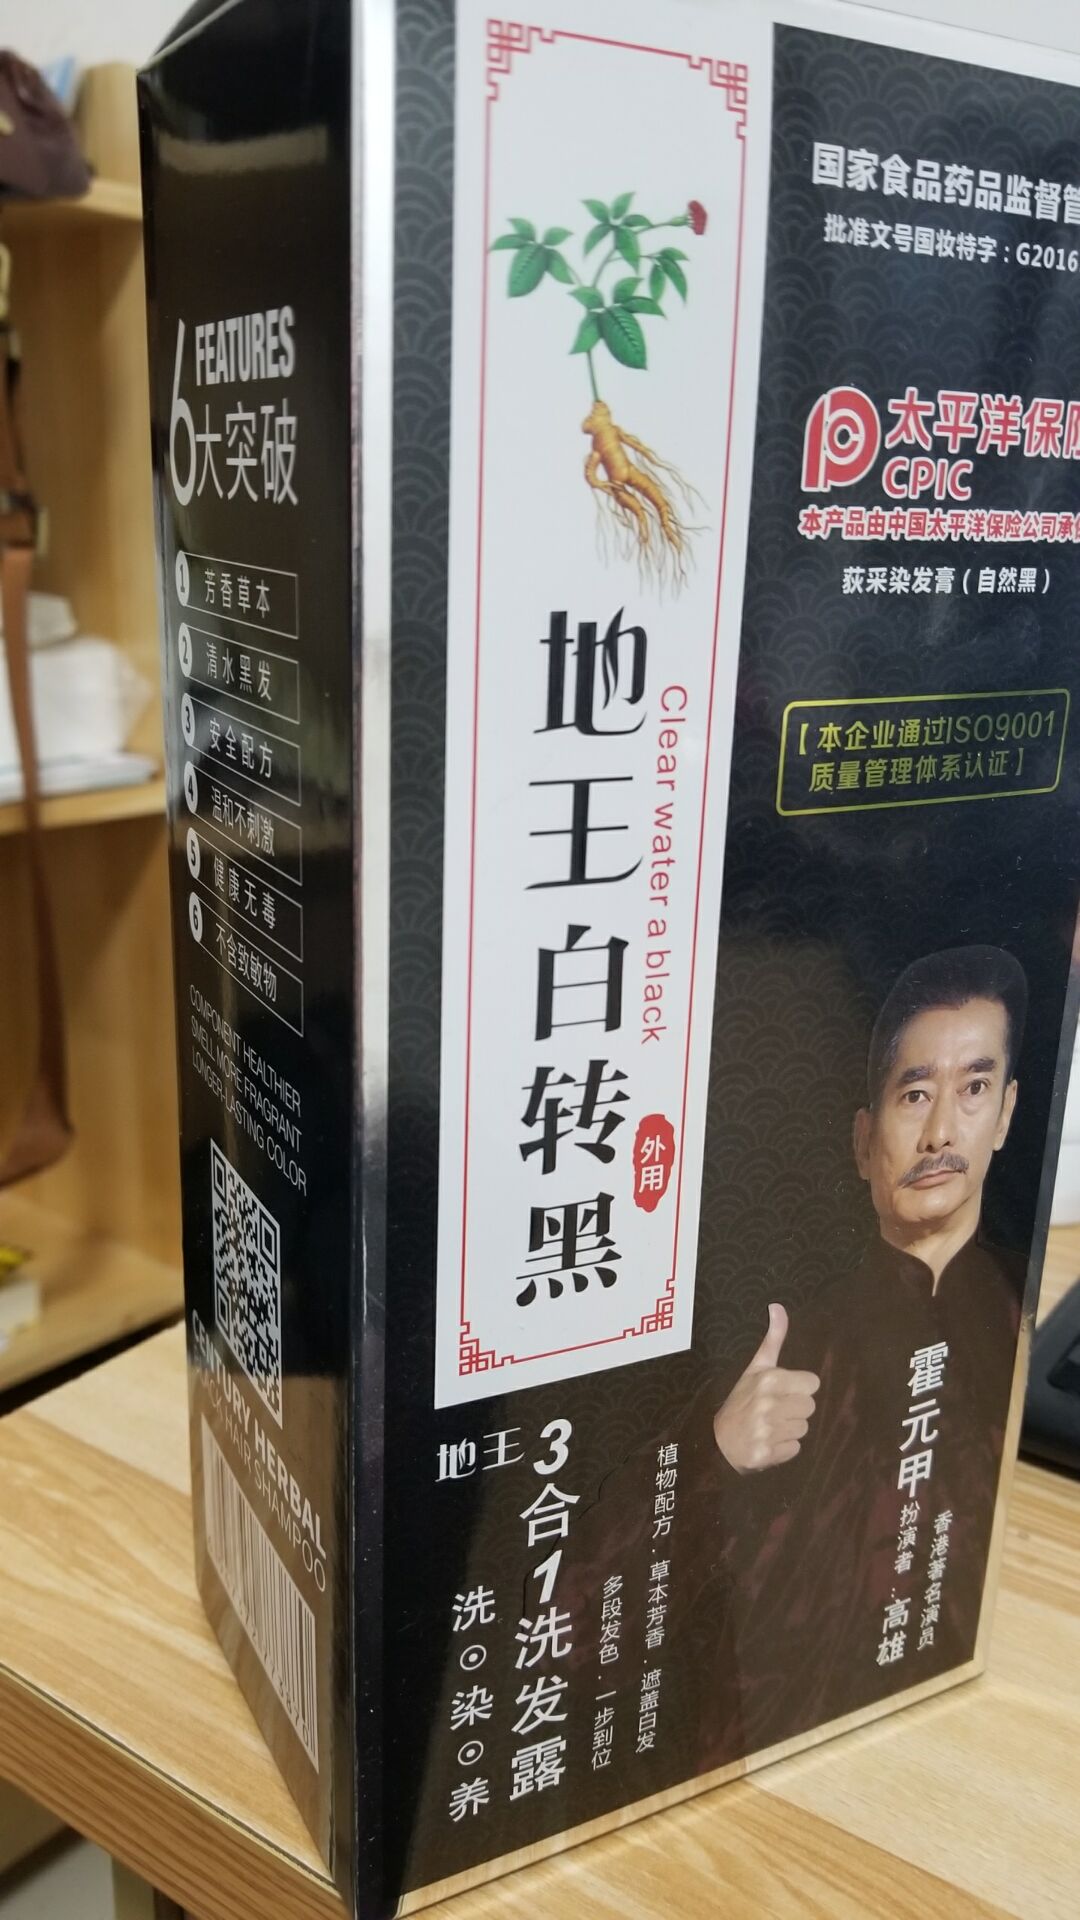 6 FEATURES
大突破
1 芳香草本
2 清水黑发
3 安全配方
4 温和不刺激
5 健康无毒
6 不含致敏物
COMPONENT HEALTHIER
SMELL MORE FRAGRANT
LONGER-LASTING COLOR
CENTURY HERBAL
BLACK HAIR SHAMPOO
地王白转黑
Clear water a black
外用
地王3合1洗发露
洗⊙染⊙养
植物配方·草本芳香·遮盖白发
多段发色·一步到位
国家食品药品监督管
批准文号国妆特字：G2016
太平洋保险
CPIC
本产品由中国太平洋保险公司承保
荻采染发膏（自然黑）
【本企业通过ISO9001
质量管理体系认证】
霍元甲扮演者：高雄
香港著名演员